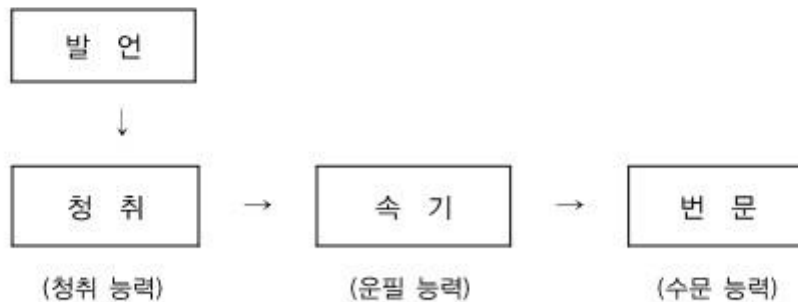 발 언
↓
청 취 → 속 기 → 번 문
(청취 능력) (운필 능력) (수문 능력)